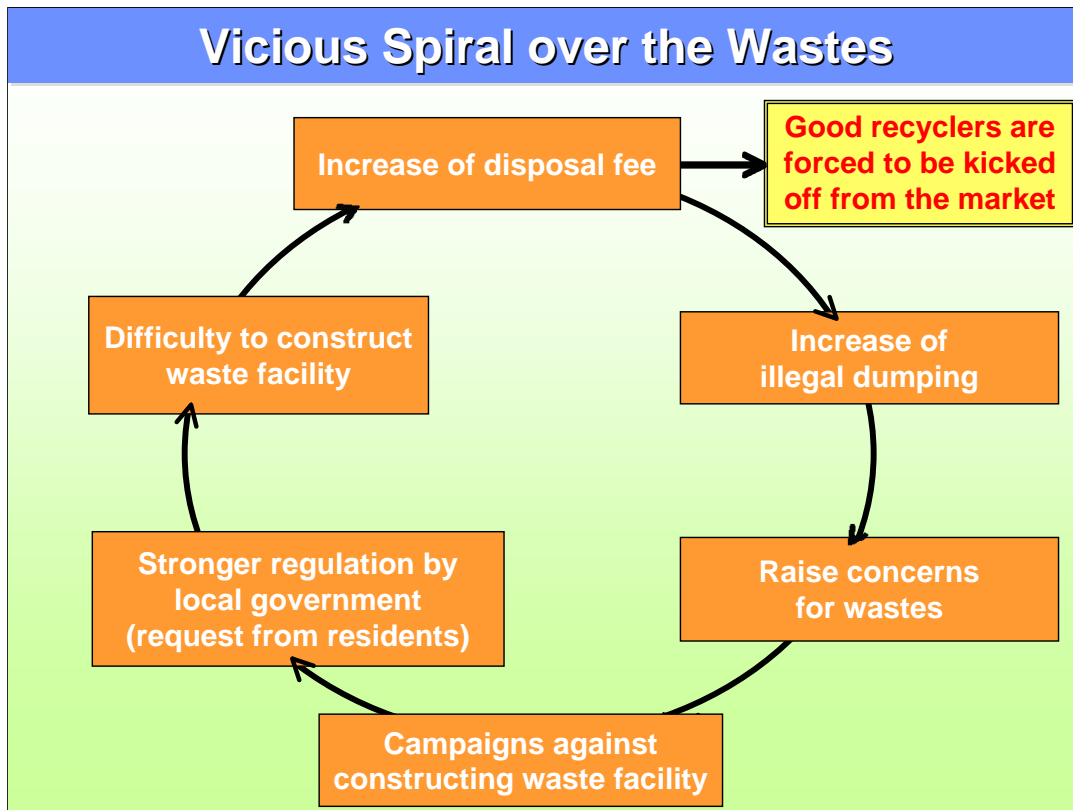 Vicious Spiral over the Wastes
Increase of disposal fee
Good recyclers are
forced to be kicked
off from the market
Increase of
illegal dumping
Raise concerns
for wastes
Campaigns against
constructing waste facility
Stronger regulation by
local government
(request from residents)
Difficulty to construct
waste facility